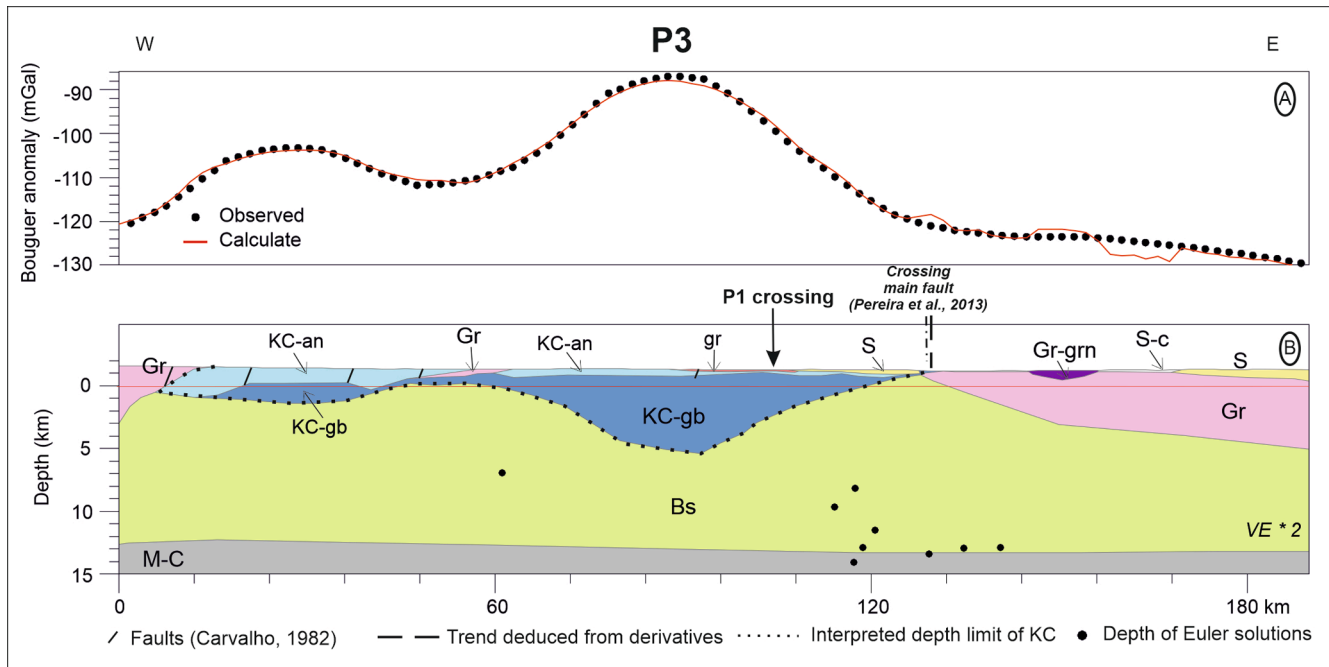 W
P3
E
Bouguer anomaly (mGal)
-90
-100
-110
-120
-130
A
Observed
Calculate
Crossing
main fault
(Pereira et al., 2013)
P1 crossing
Gr
KC-an
Gr
KC-an
gr
S
Gr-grn
S-c
S
B
KC-gb
KC-gb
Gr
Bs
VE * 2
M-C
Depth (km)
0
5
10
15
0
60
120
180 km
Faults (Carvalho, 1982)
Trend deduced from derivatives
Interpreted depth limit of KC
Depth of Euler solutions